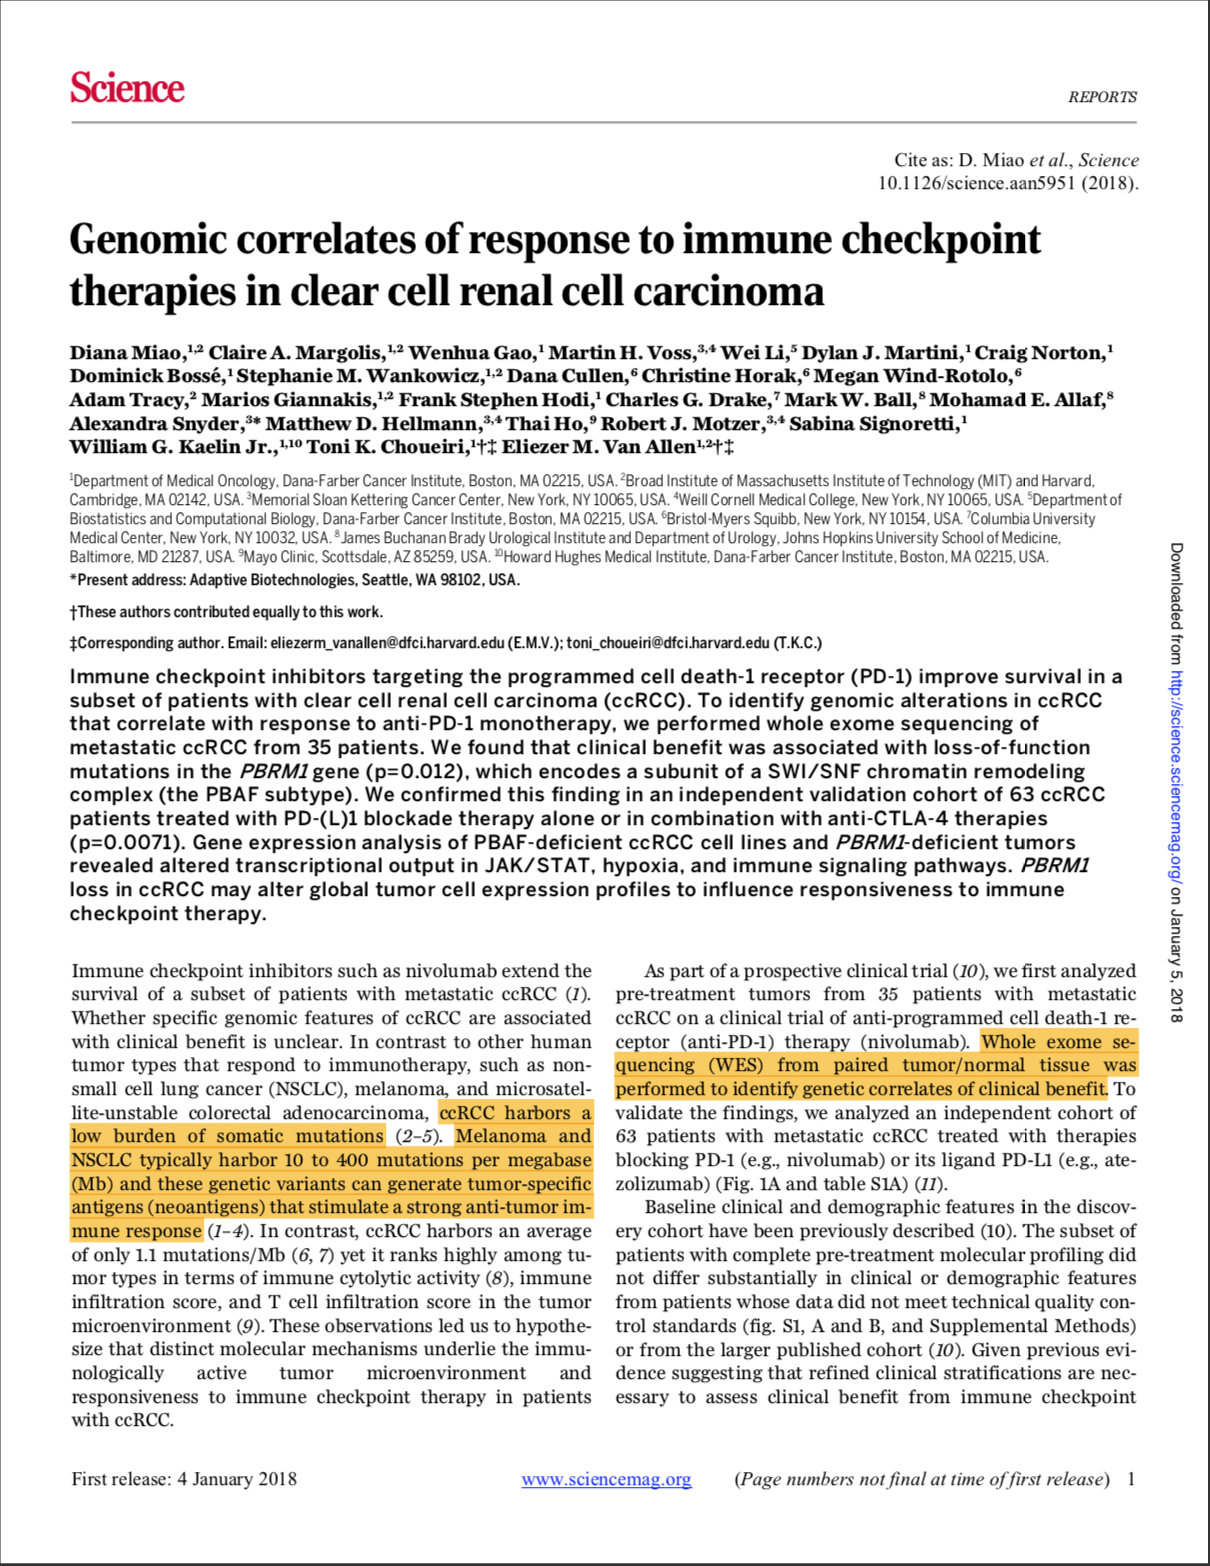 Science
REPORTS
Cite as: D. Miao et al., Science
10.1126/science.aan5951 (2018).
Genomic correlates of response to immune checkpoint
therapies in clear cell renal cell carcinoma
Diana Miao,1,2 Claire A. Margolis,1,2 Wenhua Gao,1 Martin H. Voss,3,4 Wei Li,5 Dylan J. Martini,1 Craig Norton,1
Dominick Bossé,1 Stephanie M. Wankowicz,1,2 Dana Cullen,6 Christine Horak,6 Megan Wind-Rotolo,6
Adam Tracy,2 Marios Giannakis,1,2 Frank Stephen Hodi,1 Charles G. Drake,7 Mark W. Ball,8 Mohamad E. Allaf,8
Alexandra Snyder,3* Matthew D. Hellmann,3,4 Thai Ho,9 Robert J. Motzer,3,4 Sabina Signoretti,1
William G. Kaelin Jr.,1,10 Toni K. Choueiri,1†‡ Eliezer M. Van Allen1,2†‡
1Department of Medical Oncology, Dana-Farber Cancer Institute, Boston, MA 02215, USA. 2Broad Institute of Massachusetts Institute of Technology (MIT) and Harvard,
Cambridge, MA 02142, USA. 3Memorial Sloan Kettering Cancer Center, New York, NY 10065, USA. 4Weill Cornell Medical College, New York, NY 10065, USA. 5Department of
Biostatistics and Computational Biology, Dana-Farber Cancer Institute, Boston, MA 02215, USA. 6Bristol-Myers Squibb, New York, NY 10154, USA. 7Columbia University
Medical Center, New York, NY 10032, USA. 8James Buchanan Brady Urological Institute and Department of Urology, Johns Hopkins University School of Medicine,
Baltimore, MD 21287, USA. 9Mayo Clinic, Scottsdale, AZ 85259, USA. 10Howard Hughes Medical Institute, Dana-Farber Cancer Institute, Boston, MA 02215, USA.
*Present address: Adaptive Biotechnologies, Seattle, WA 98102, USA.
†These authors contributed equally to this work.
‡Corresponding author. Email: eliezerm_vanallen@dfci.harvard.edu (E.M.V.); toni_choueiri@dfci.harvard.edu (T.K.C.)
Immune checkpoint inhibitors targeting the programmed cell death-1 receptor (PD-1) improve survival in a
subset of patients with clear cell renal cell carcinoma (ccRCC). To identify genomic alterations in ccRCC
that correlate with response to anti-PD-1 monotherapy, we performed whole exome sequencing of
metastatic ccRCC from 35 patients. We found that clinical benefit was associated with loss-of-function
mutations in the PBRM1 gene (p=0.012), which encodes a subunit of a SWI/SNF chromatin remodeling
complex (the PBAF subtype). We confirmed this finding in an independent validation cohort of 63 ccRCC
patients treated with PD-(L)1 blockade therapy alone or in combination with anti-CTLA-4 therapies
(p=0.0071). Gene expression analysis of PBAF-deficient ccRCC cell lines and PBRM1-deficient tumors
revealed altered transcriptional output in JAK/STAT, hypoxia, and immune signaling pathways. PBRM1
loss in ccRCC may alter global tumor cell expression profiles to influence responsiveness to immune
checkpoint therapy.
Immune checkpoint inhibitors such as nivolumab extend the
survival of a subset of patients with metastatic ccRCC (1).
Whether specific genomic features of ccRCC are associated
with clinical benefit is unclear. In contrast to other human
tumor types that respond to immunotherapy, such as non-
small cell lung cancer (NSCLC), melanoma, and microsatel-
lite-unstable colorectal adenocarcinoma, ccRCC harbors a
low burden of somatic mutations (2–5). Melanoma and
NSCLC typically harbor 10 to 400 mutations per megabase
(Mb) and these genetic variants can generate tumor-specific
antigens (neoantigens) that stimulate a strong anti-tumor im-
mune response (1–4). In contrast, ccRCC harbors an average
of only 1.1 mutations/Mb (6, 7) yet it ranks highly among tu-
mor types in terms of immune cytolytic activity (8), immune
infiltration score, and T cell infiltration score in the tumor
microenvironment (9). These observations led us to hypothe-
size that distinct molecular mechanisms underlie the immu-
nologically active tumor microenvironment and
responsiveness to immune checkpoint therapy in patients
with ccRCC.
As part of a prospective clinical trial (10), we first analyzed
pre-treatment tumors from 35 patients with metastatic
ccRCC on a clinical trial of anti-programmed cell death-1 re-
ceptor (anti-PD-1) therapy (nivolumab). Whole exome se-
quencing (WES) from paired tumor/normal tissue was
performed to identify genetic correlates of clinical benefit. To
validate the findings, we analyzed an independent cohort of
63 patients with metastatic ccRCC treated with therapies
blocking PD-1 (e.g., nivolumab) or its ligand PD-L1 (e.g., ate-
zolizumab) (Fig. 1A and table S1A) (11).
Baseline clinical and demographic features in the discov-
ery cohort have been previously described (10). The subset of
patients with complete pre-treatment molecular profiling did
not differ substantially in clinical or demographic features
from patients whose data did not meet technical quality con-
trol standards (fig. S1, A and B, and Supplemental Methods)
or from the larger published cohort (10). Given previous evi-
dence suggesting that refined clinical stratifications are nec-
essary to assess clinical benefit from immune checkpoint
First release: 4 January 2018
www.sciencemag.org
(Page numbers not final at time of first release) 1
Downloaded from http://science.sciencemag.org/ on January 5, 2018